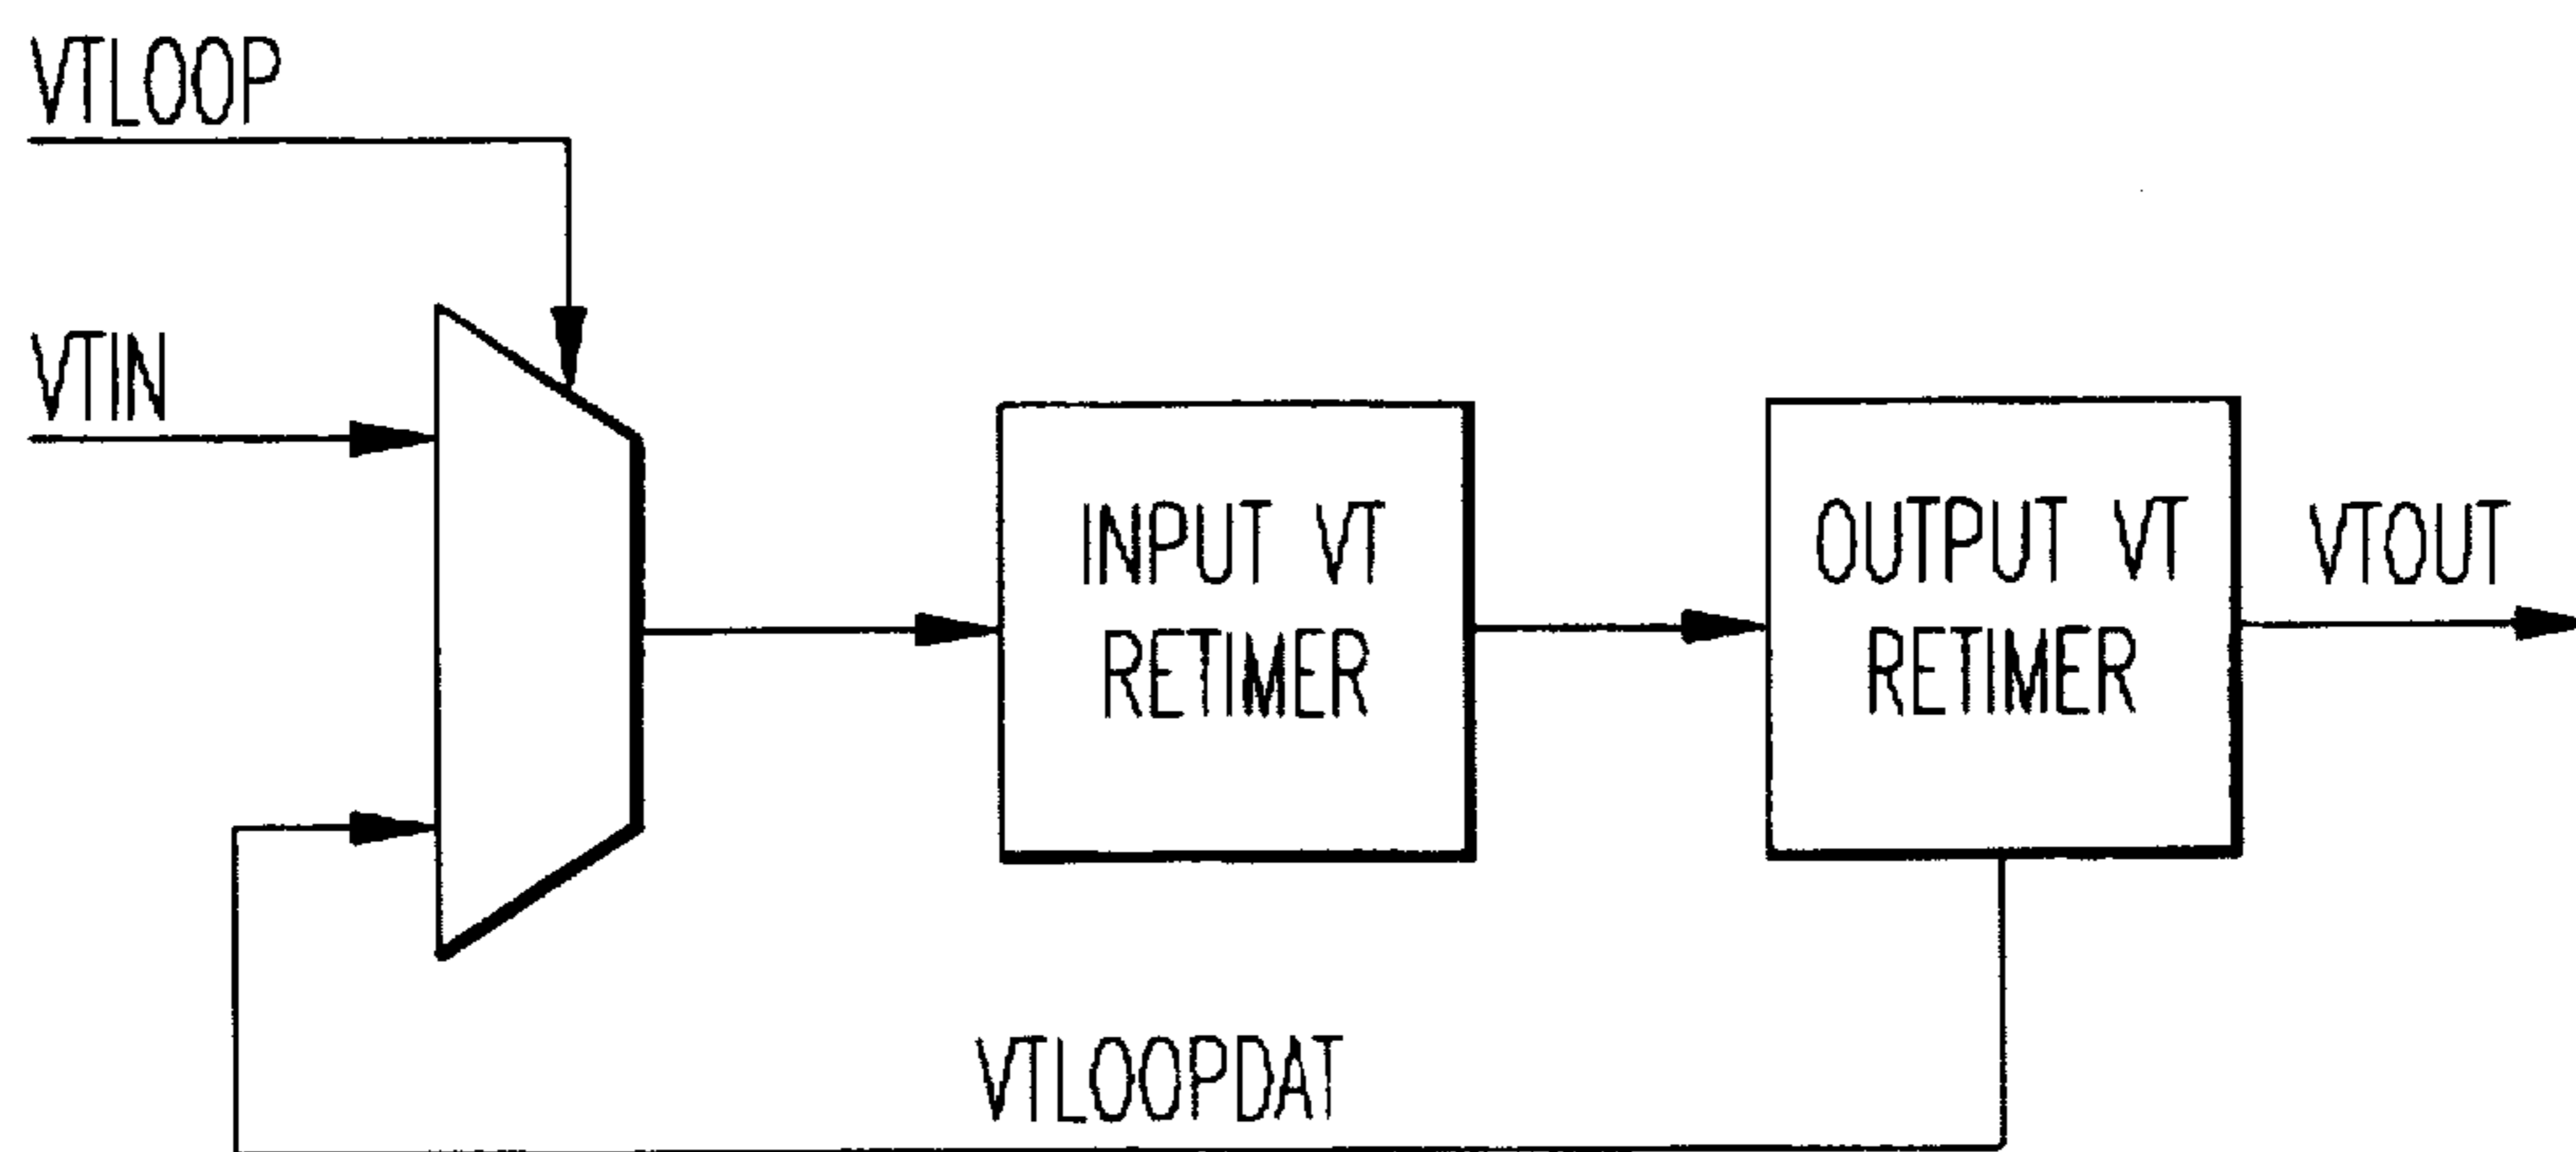 VTLOOP
VTIN
INPUT VT
RETIMER
OUTPUT VT
RETIMER
VTOUT
VTLOOPDAT